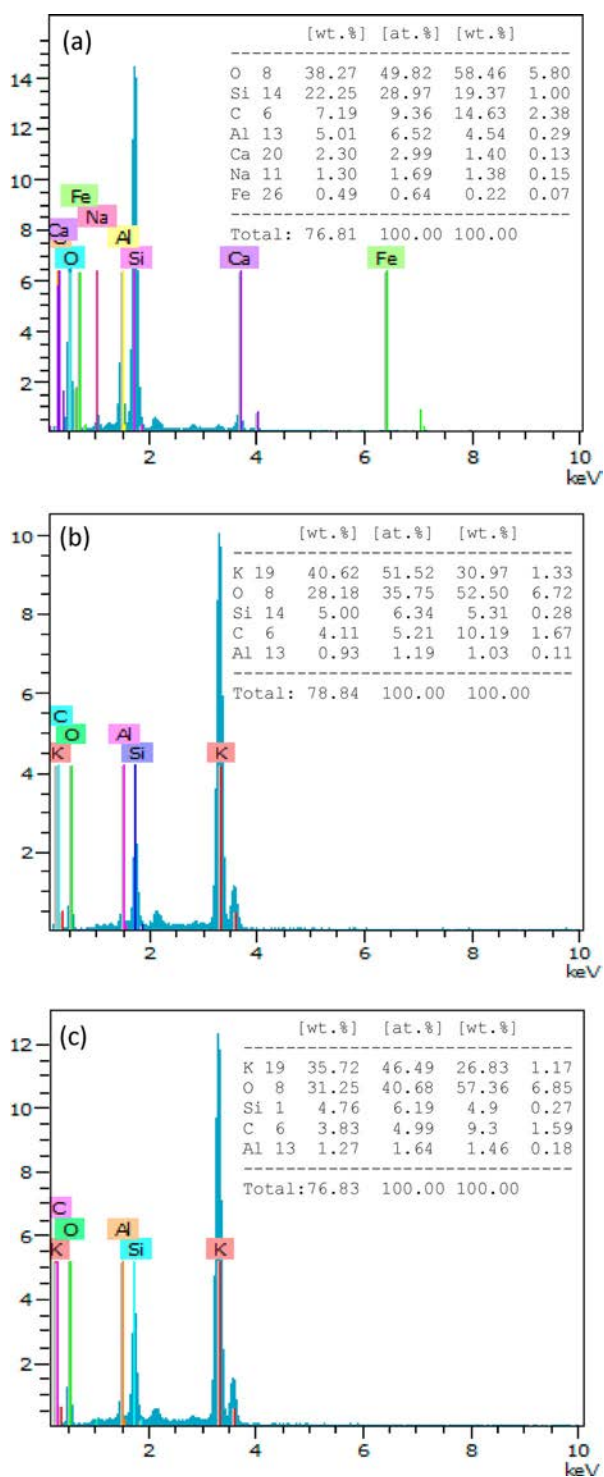 (a)
[wt.%] [at.%] [wt.%]
O 8 38.27 49.82 58.46 5.80
Si 14 22.25 28.97 19.37 1.00
C 6 7.19 9.36 14.63 2.38
Al 13 5.01 6.52 4.54 0.29
Ca 20 2.30 2.99 1.40 0.13
Na 11 1.30 1.69 1.38 0.15
Fe 26 0.49 0.64 0.22 0.07
Total: 76.81 100.00 100.00
14
12
10
8
6
4
2
Fe
Na
Ca
Al
O
Si
Ca
Fe
2 4 6 8 10
keV
(b)
[wt.%] [at.%] [wt.%]
K 19 40.62 51.52 30.97 1.33
O 8 28.18 35.75 52.50 6.72
Si 14 5.00 6.34 5.31 0.28
C 6 4.11 5.21 10.19 1.67
Al 13 0.93 1.19 1.03 0.11
Total: 78.84 100.00 100.00
10
8
6
4
2
C
O
Al
K
Si
K
2 4 6 8 10
keV
(c)
[wt.%] [at.%] [wt.%]
K 19 35.72 46.49 26.83 1.17
O 8 31.25 40.68 57.36 6.85
Si 1 4.76 6.19 4.9 0.27
C 6 3.83 4.99 9.3 1.59
Al 13 1.27 1.64 1.46 0.18
Total:76.83 100.00 100.00
12
10
8
6
4
2
C
O
Al
K
Si
K
2 4 6 8 10
keV